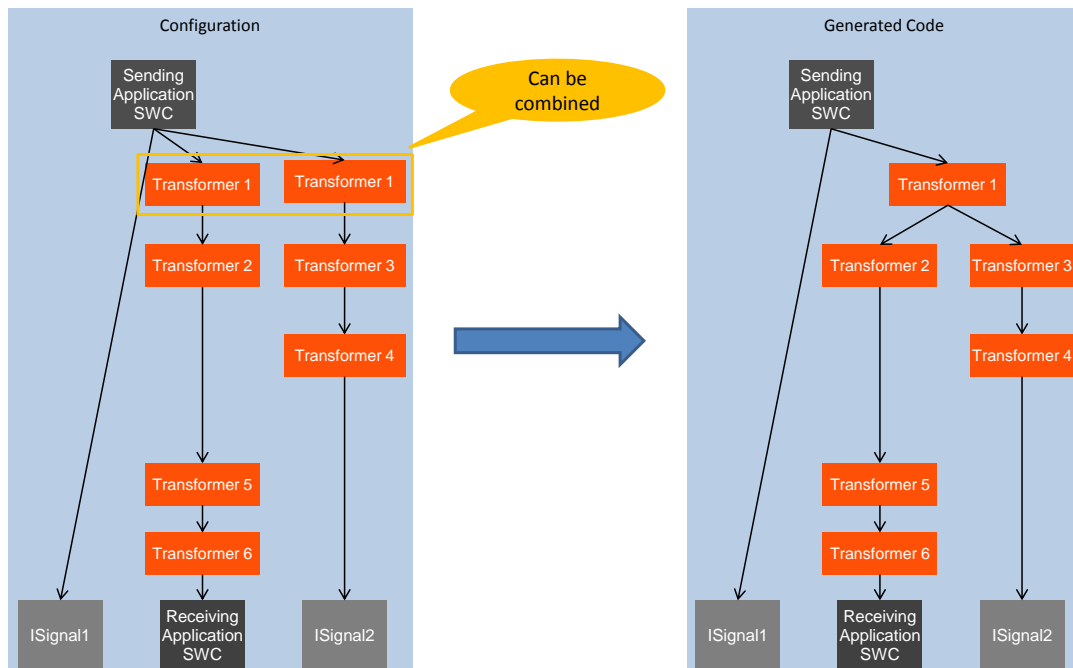 Configuration
Sending
Application
SWC
Can be
combined
Transformer 1
Transformer 1
Transformer 2
Transformer 3
Transformer 4
Transformer 5
Transformer 6
ISignal1
Receiving
Application
SWC
ISignal2
Generated Code
Sending
Application
SWC
Transformer 1
Transformer 2
Transformer 3
Transformer 4
Transformer 5
Transformer 6
ISignal1
Receiving
Application
SWC
ISignal2